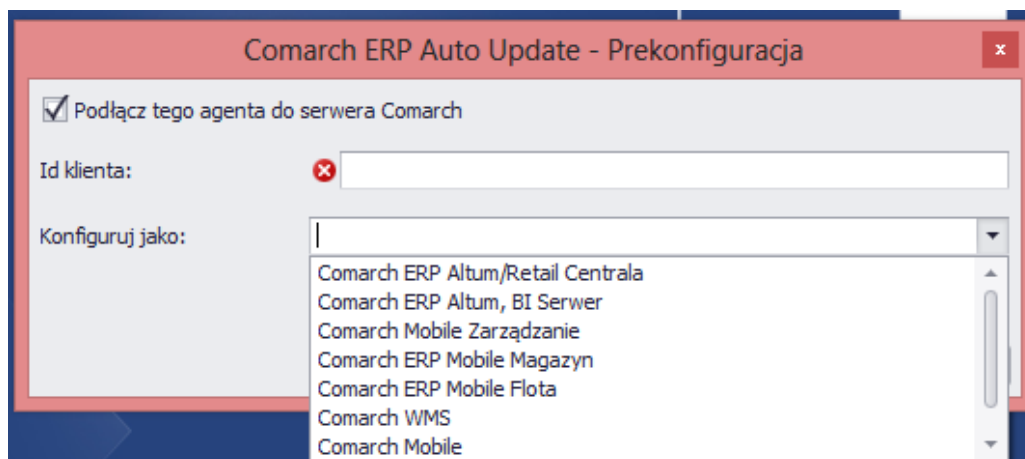 Comarch ERP Auto Update - Prekonfiguracja
Podłącz tego agenta do serwera Comarch
Id klienta:
Konfiguruj jako:
Comarch ERP Altum/Retail Centrala
Comarch ERP Altum, BI Serwer
Comarch Mobile Zarządzanie
Comarch ERP Mobile Magazyn
Comarch ERP Mobile Flota
Comarch WMS
Comarch Mobile